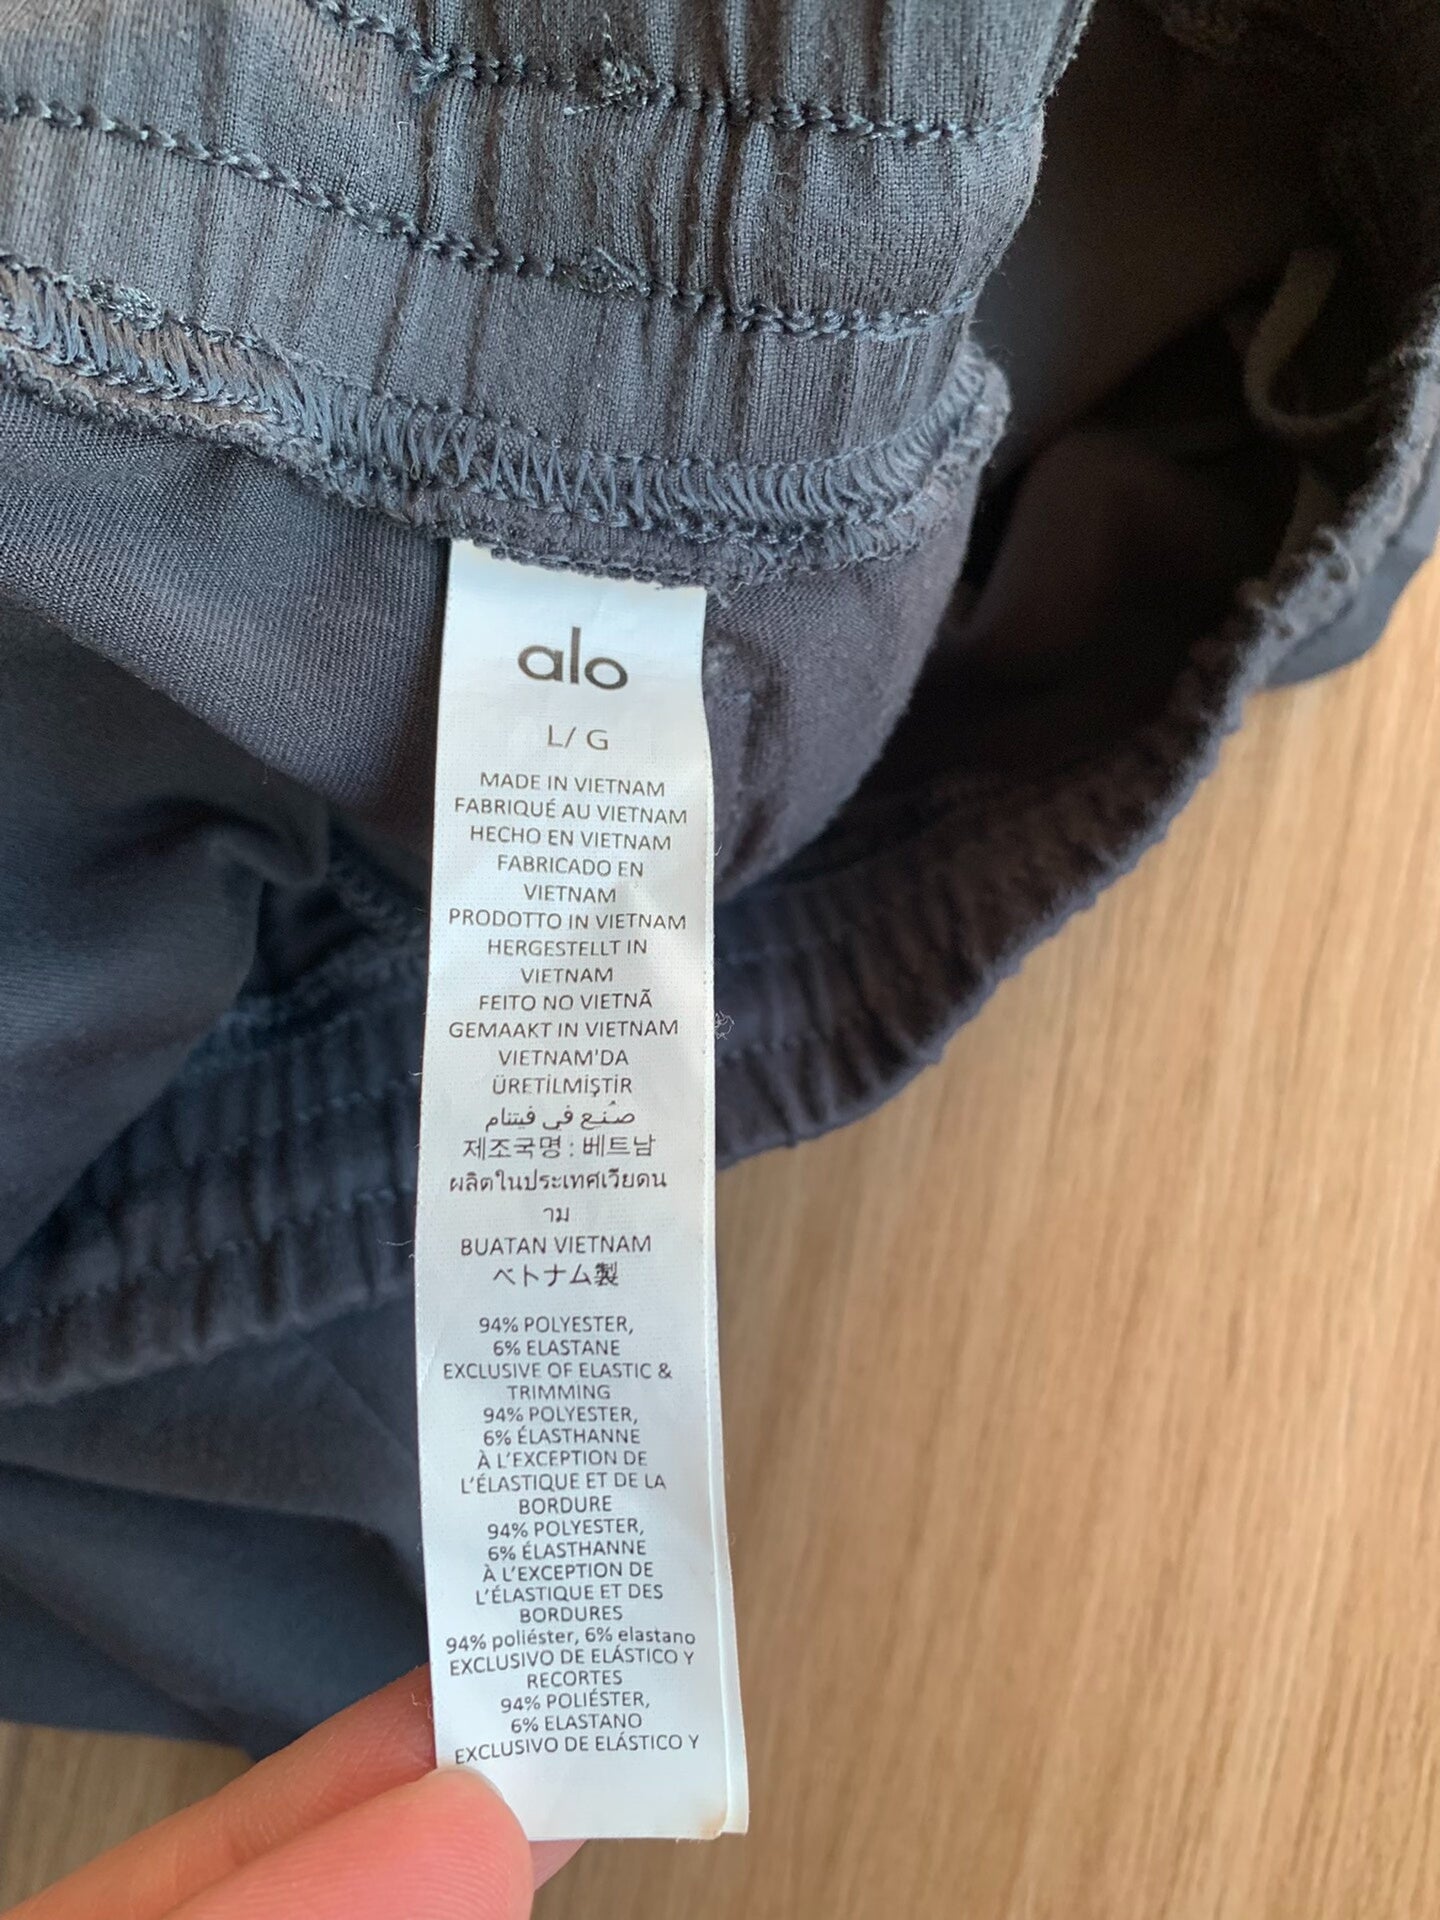 alo
L/ G
MADE IN VIETNAM
FABRIQUÉ AU VIETNAM
HECHO EN VIETNAM
FABRICADO EN
VIETNAM
PRODOTTO IN VIETNAM
HERGESTELLT IN
VIETNAM
FEITO NO VIETNÃ
GEMAAKT IN VIETNAM
VIETNAM'DA
ÜRETİLMİŞTİR
صُنع في فيتنام
제조국명 : 베트남
ผลิตในประเทศเวียดน
าม
BUATAN VIETNAM
ベトナム製
94% POLYESTER,
6% ELASTANE
EXCLUSIVE OF ELASTIC &
TRIMMING
94% POLYESTER,
6% ÉLASTHANNE
À L'EXCEPTION DE
L'ÉLASTIQUE ET DE LA
BORDURE
94% POLYESTER,
6% ÉLASTHANNE
À L'EXCEPTION DE
L'ÉLASTIQUE ET DES
BORDURES
94% poliéster, 6% elastano
EXCLUSIVO DE ELÁSTICO Y
RECORTES
94% POLIÉSTER,
6% ELASTANO
EXCLUSIVO DE ELÁSTICO Y